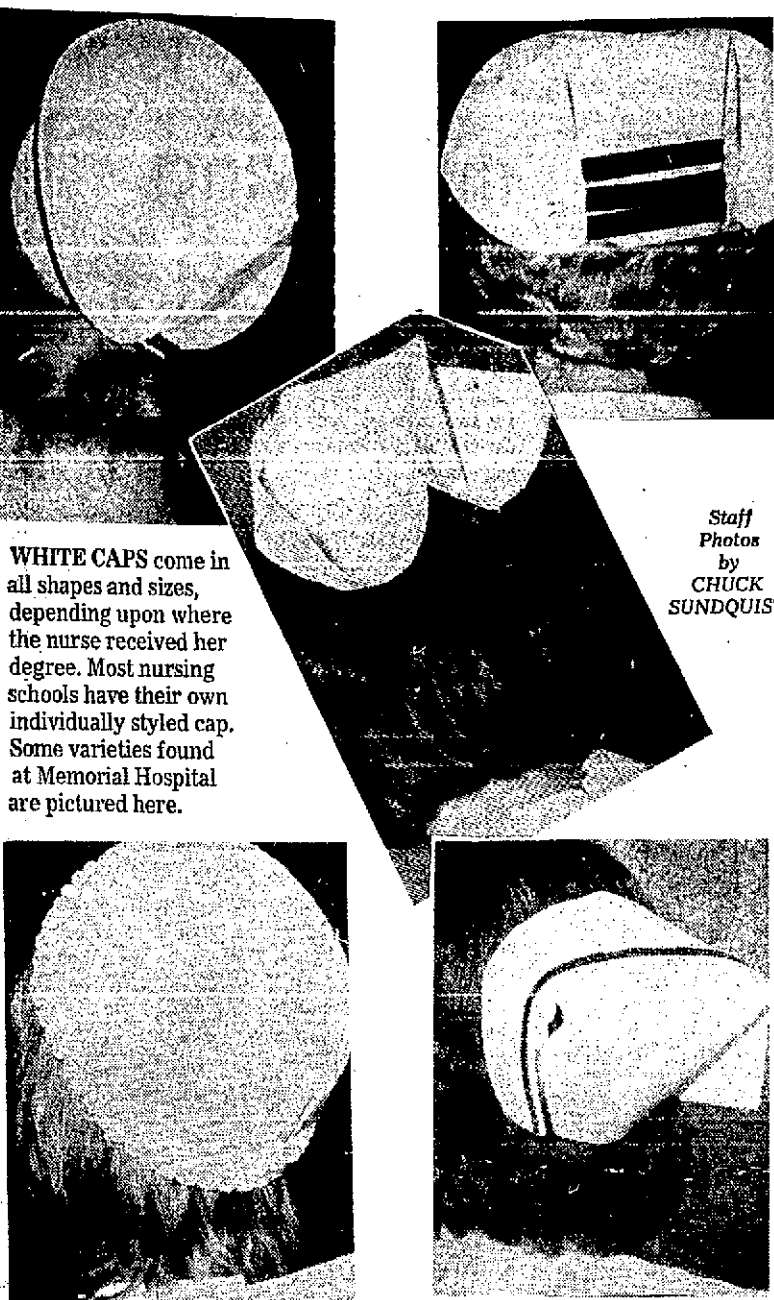 WHITE CAPS come in
all shapes and sizes,
depending upon where
the nurse received her
degree. Most nursing
schools have their own
individually styled cap.
Some varieties found
at Memorial Hospital
are pictured here.
Staff
Photos
by
CHUCK
SUNDQUIS